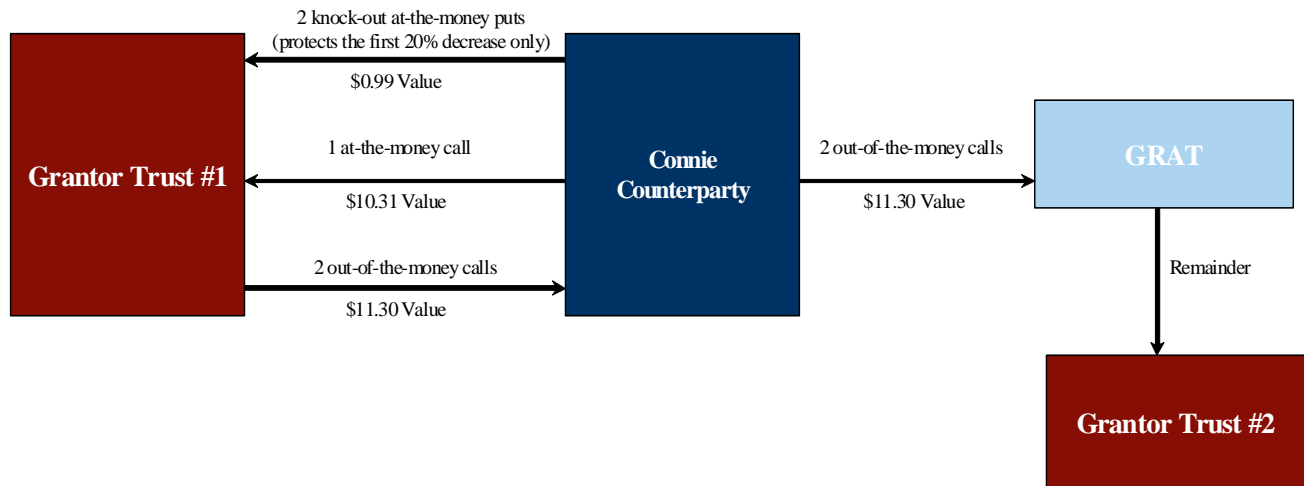 2 knock-out at-the-money puts
(protects the first 20% decrease only)
$0.99 Value
1 at-the-money call
$10.31 Value
2 out-of-the-money calls
$11.30 Value
Grantor Trust #1
Connie
Counterparty
2 out-of-the-money calls
$11.30 Value
GRAT
Remainder
Grantor Trust #2